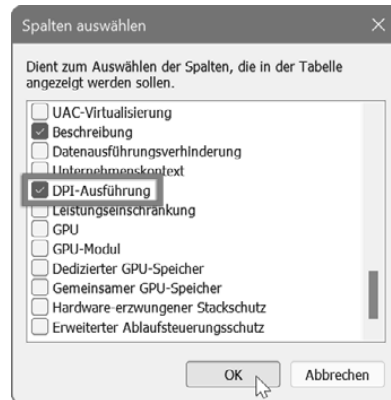 Spalten auswählen
Dient zum Auswählen der Spalten, die in der Tabelle
angezeigt werden sollen.
UAC-Virtualisierung
Beschreibung
Datenausführungsverhinderung
Unternehmenskontext
DPI-Ausführung
Leistungseinschränkung
GPU
GPU-Modul
Dedizierter GPU-Speicher
Gemeinsamer GPU-Speicher
Hardware-erzwungener Stackschutz
Erweiterter Ablaufsteuerungsschutz
OK
Abbrechen